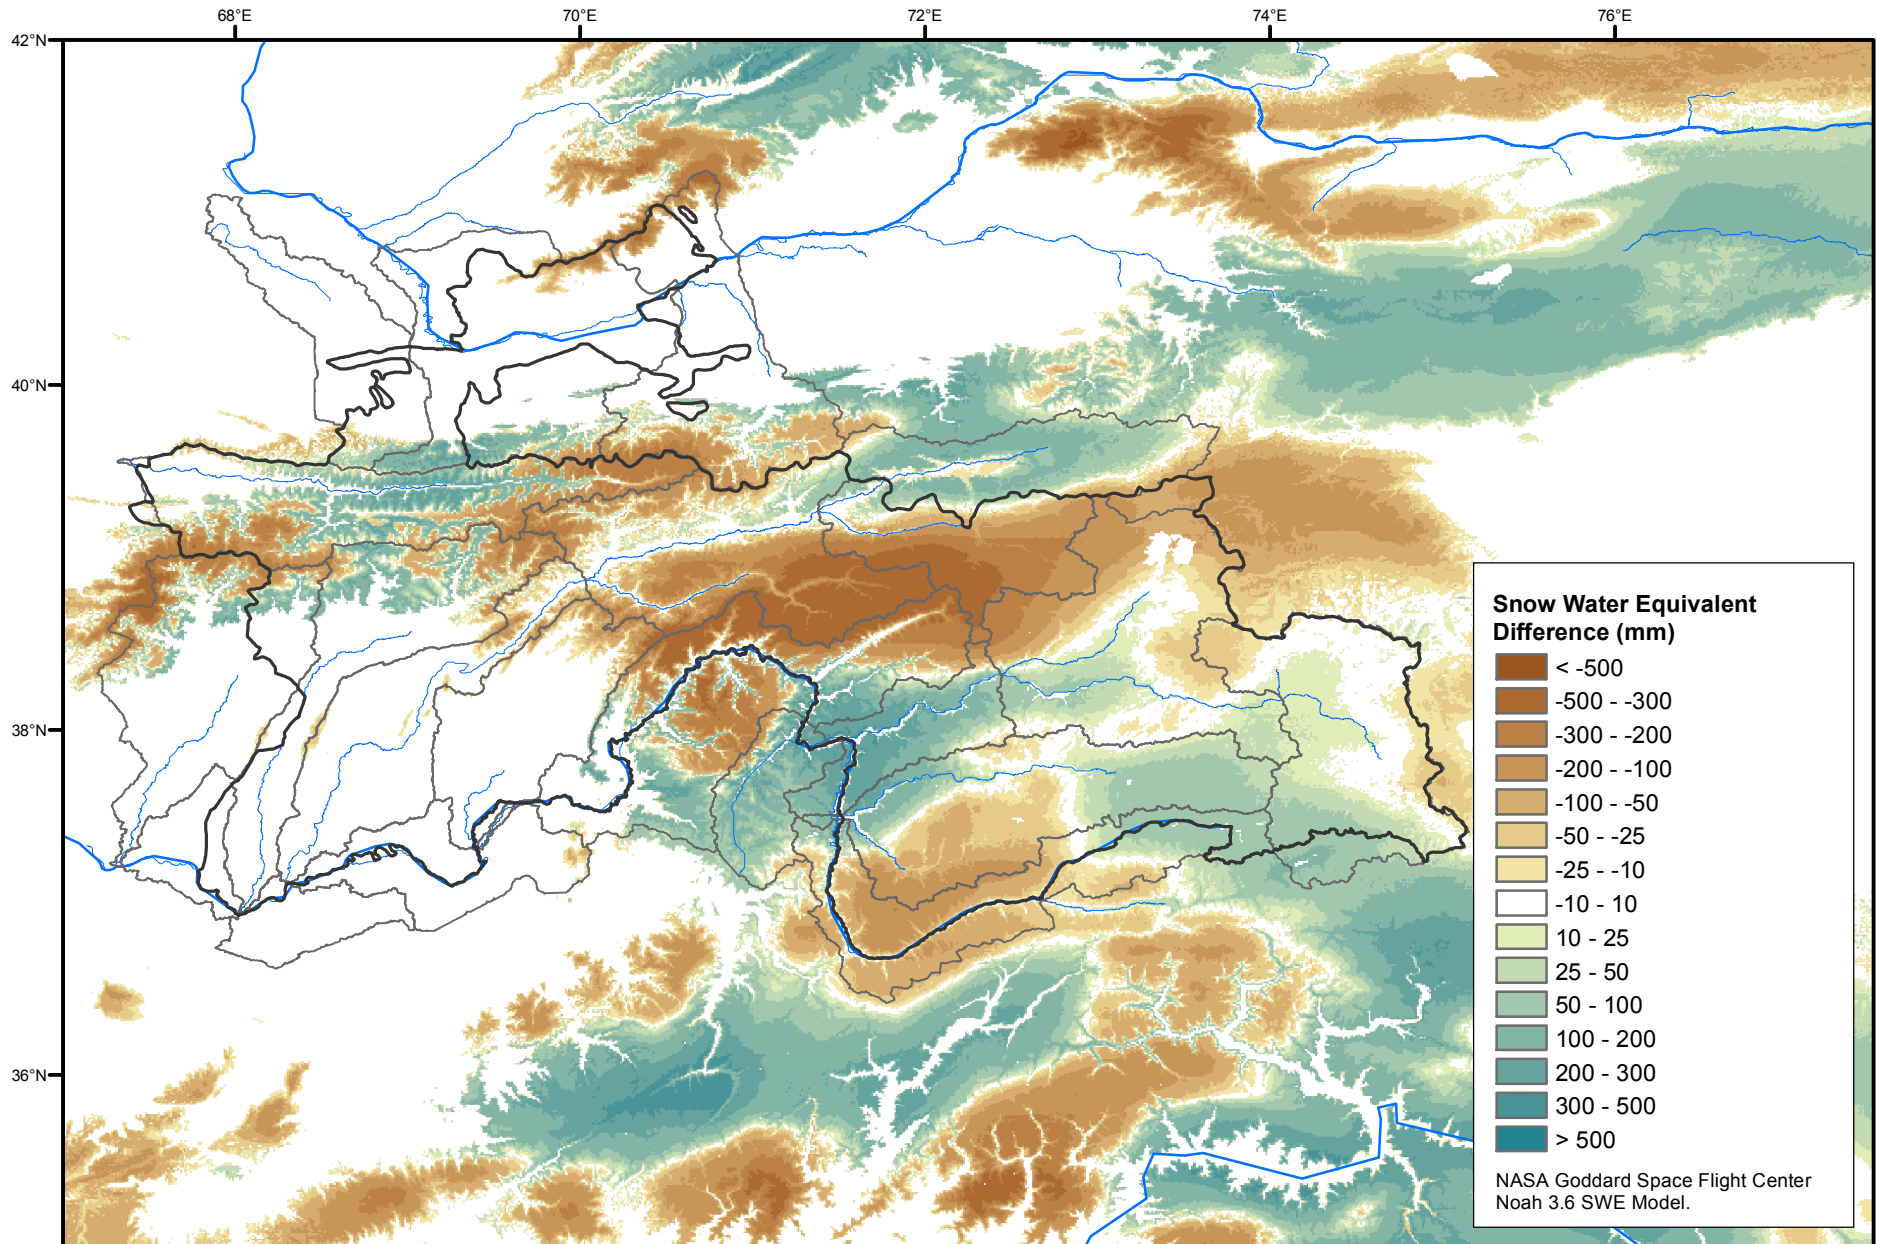 68°E
70°E
72°E
74°E
76°E
42°N
40°N
38°N
36°N
Snow Water Equivalent
Difference (mm)
< -500
-500 - -300
-300 - -200
-200 - -100
-100 - -50
-50 - -25
-25 - -10
-10 - 10
10 - 25
25 - 50
50 - 100
100 - 200
200 - 300
300 - 500
> 500
NASA Goddard Space Flight Center
Noah 3.6 SWE Model.